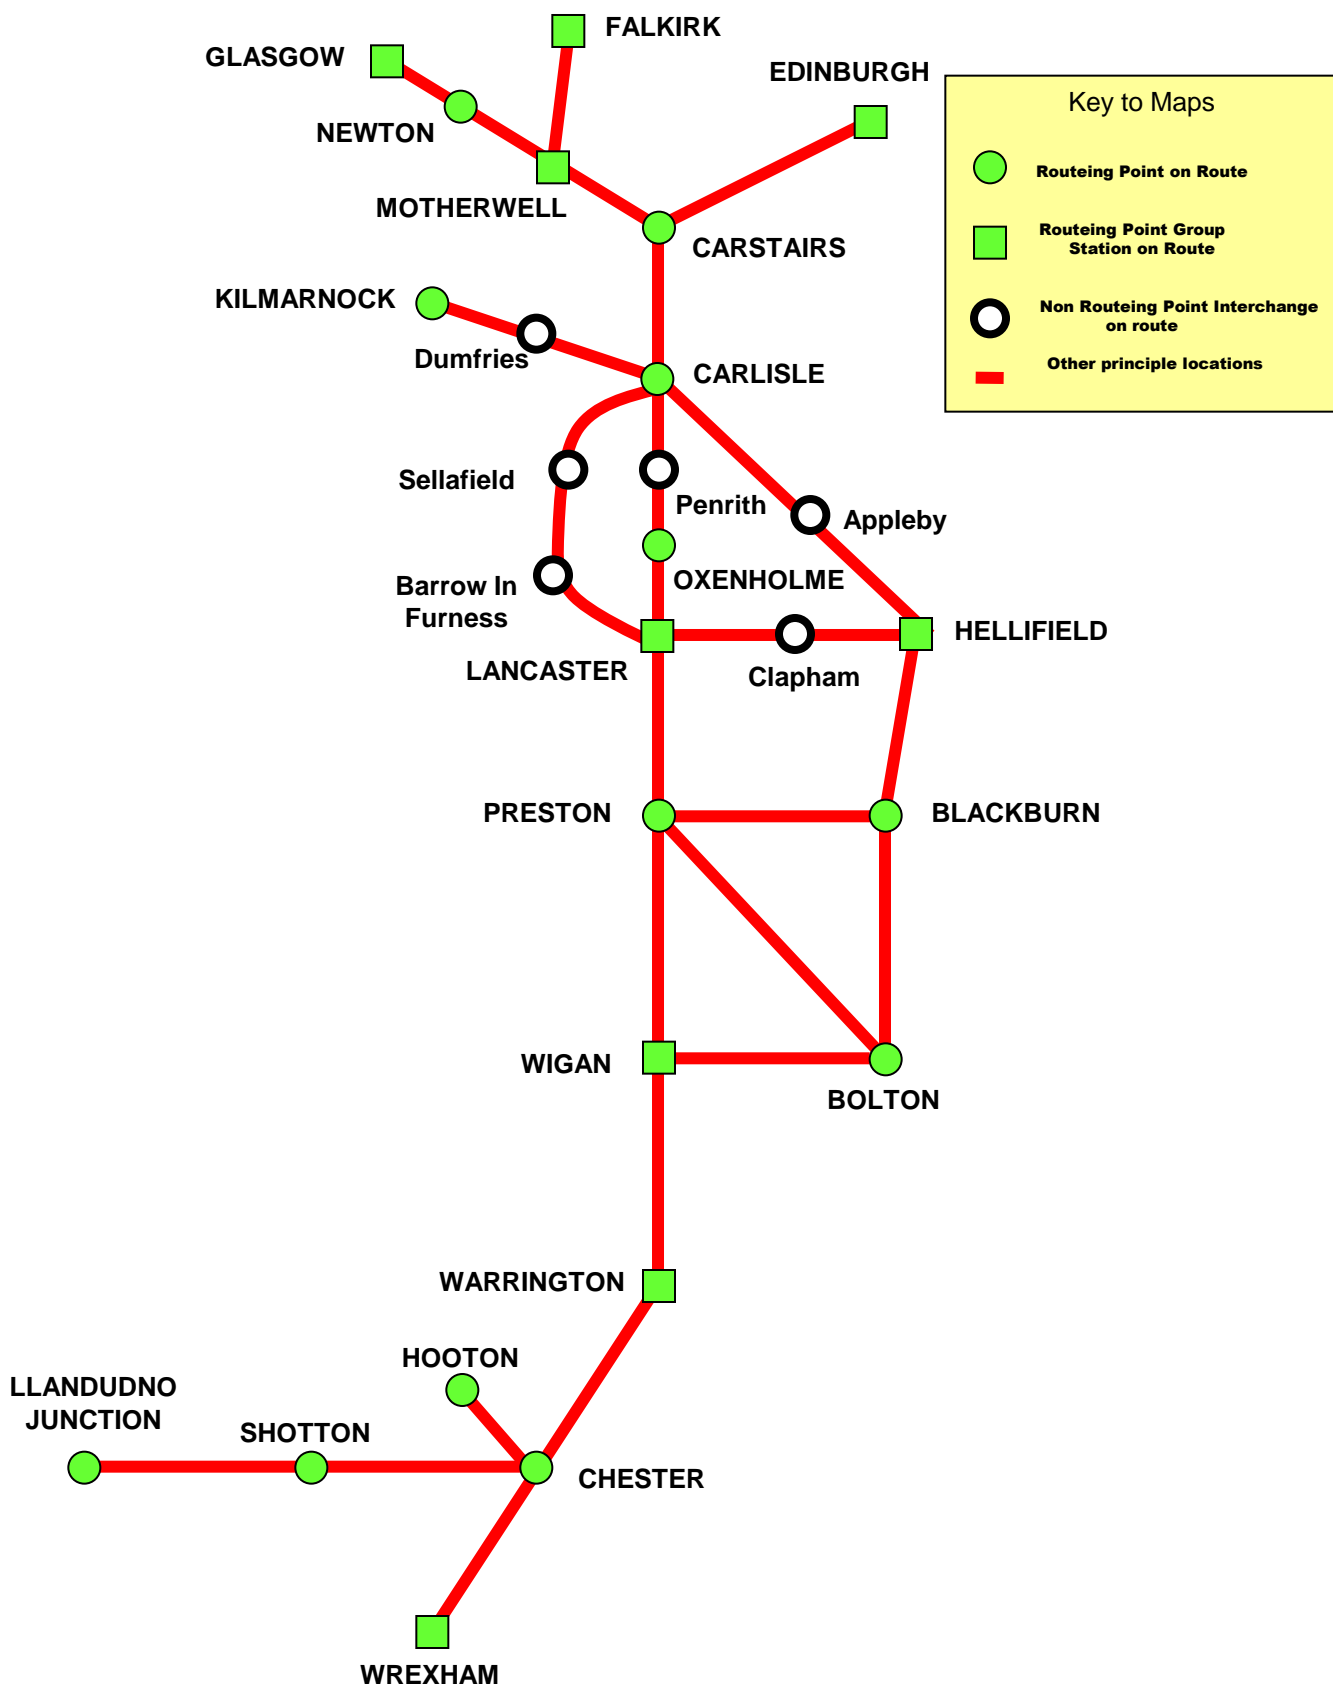 FALKIRK
GLASGOW
EDINBURGH
NEWTON
MOTHERWELL
CARSTAIRS
Key to Maps
Routeing Point on Route
Routeing Point Group
Station on Route
Non Routeing Point Interchange
on route
Other principle locations
KILMARNOCK
Dumfries
CARLISLE
Sellafield
Penrith
Appleby
Barrow In
Furness
OXENHOLME
LANCASTER
Clapham
HELLIFIELD
PRESTON
BLACKBURN
WIGAN
BOLTON
WARRINGTON
HOOTON
LLANDUDNO
JUNCTION
SHOTTON
CHESTER
WREXHAM